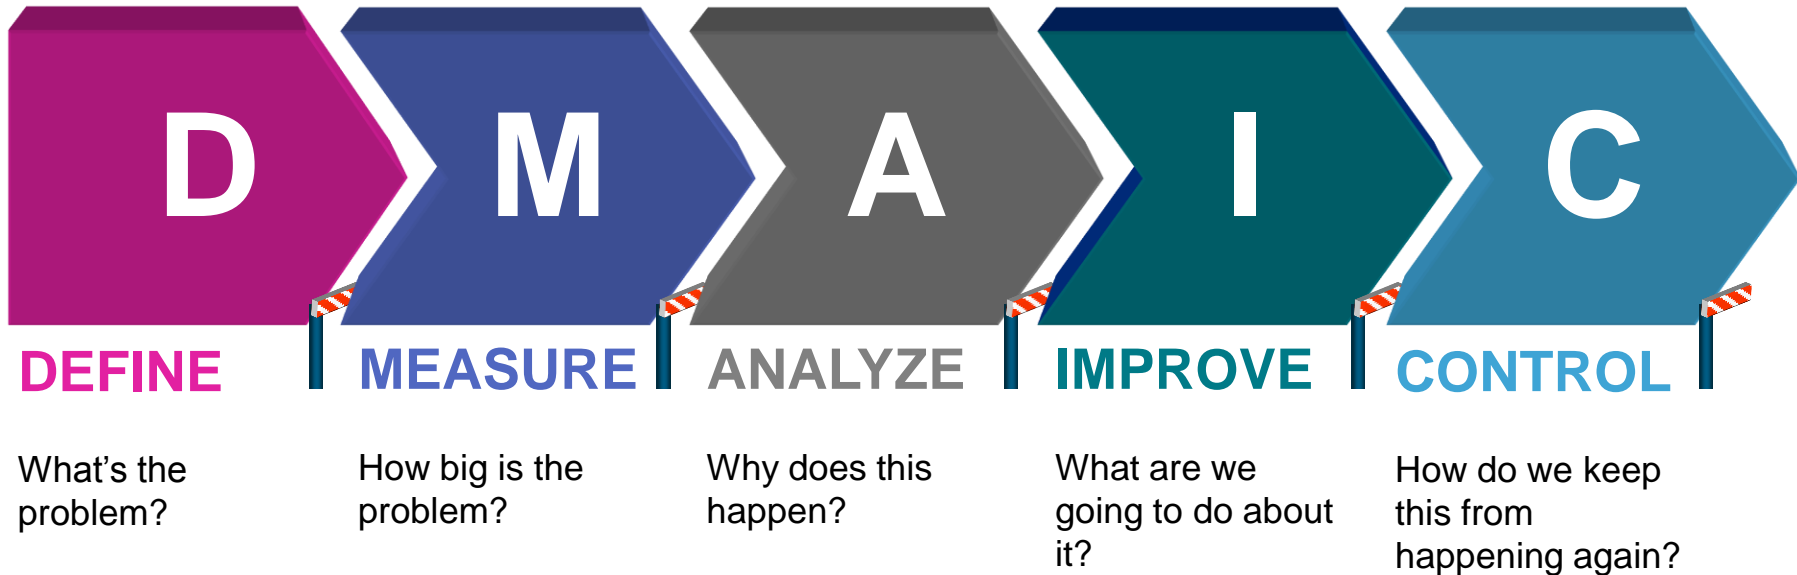 D M A I C
DEFINE MEASURE ANALYZE IMPROVE CONTROL
What’s the
problem?
How big is the
problem?
Why does this
happen?
What are we
going to do about
it?
How do we keep
this from
happening again?